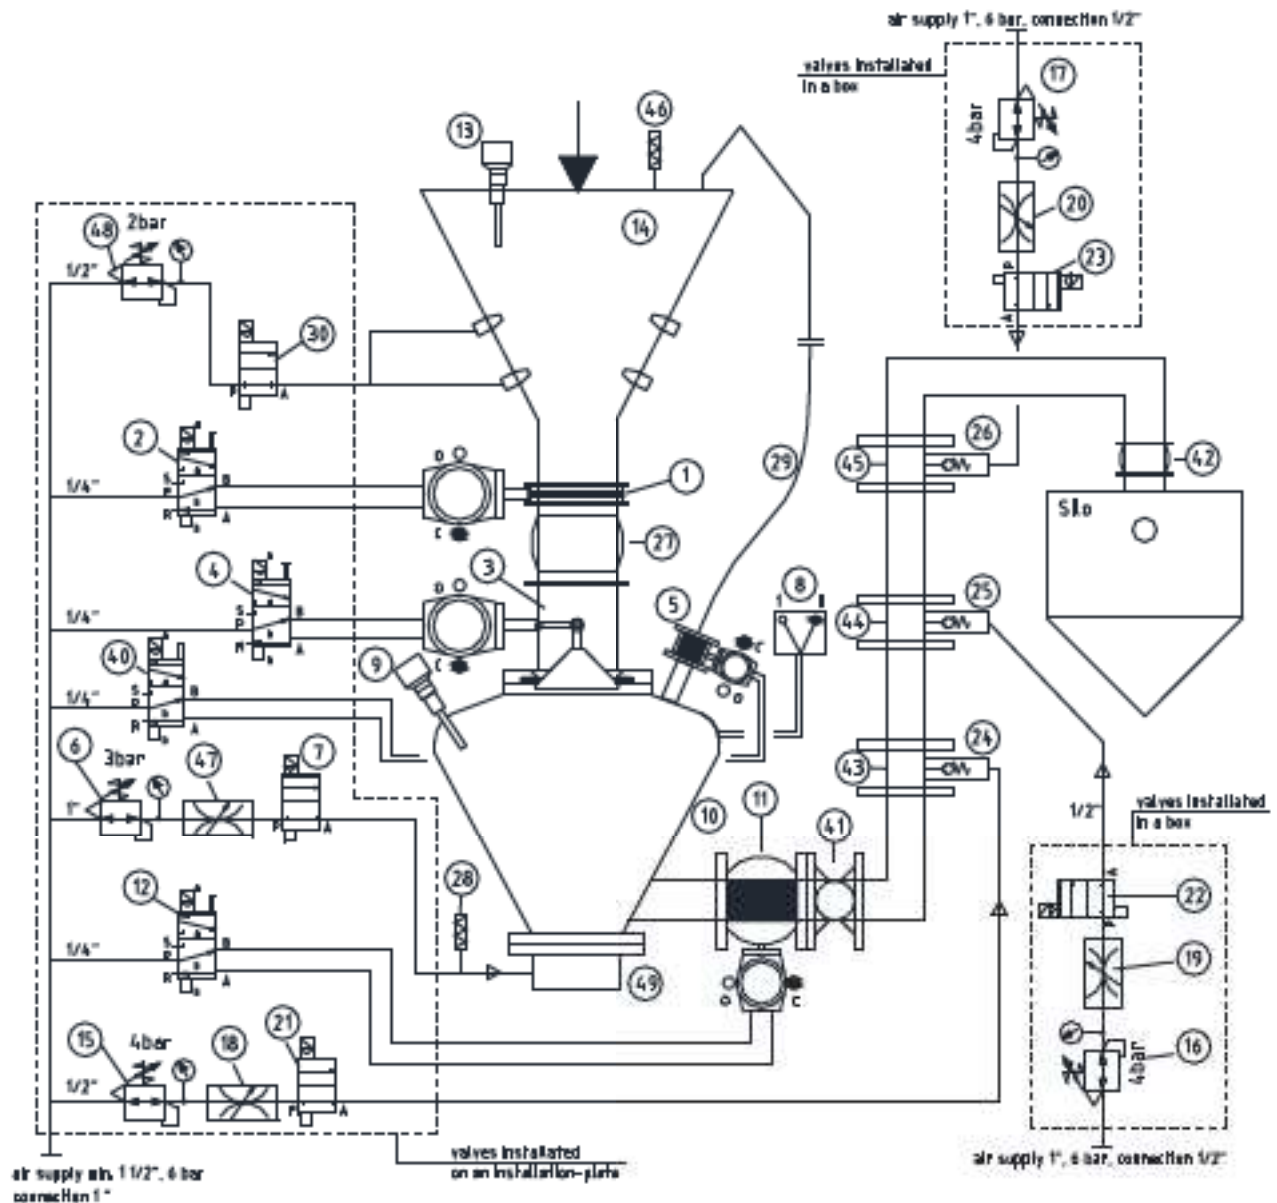 air supply 1", 6 bar, connection 1/2"
valves installated
in a box
17
4bar
46
13
20
14
48
2bar
P
23
1/2"
A
30
P
A
2
26
D
45
42
1
29
S
B
1/4"
Silo
R
A
C
27
3
8
4
D
5
25
1
S
B
44
P
1/4"
A
C
40
9
C
O
S
B
P
1/4"
24
R
A
7
6
3bar
47
43
11
valves installated
in a box
10
41
1/2"
1"
P
A
28
12
A
22
S
B
P
P
1/4"
19
R
A
49
O
C
21
15
4bar
18
16
4bar
1/2"
P
A
valves installated
on an installation-plate
air supply 1", 6 bar, connection 1/2"
air supply min. 1 1/2", 6 bar
connection 1"